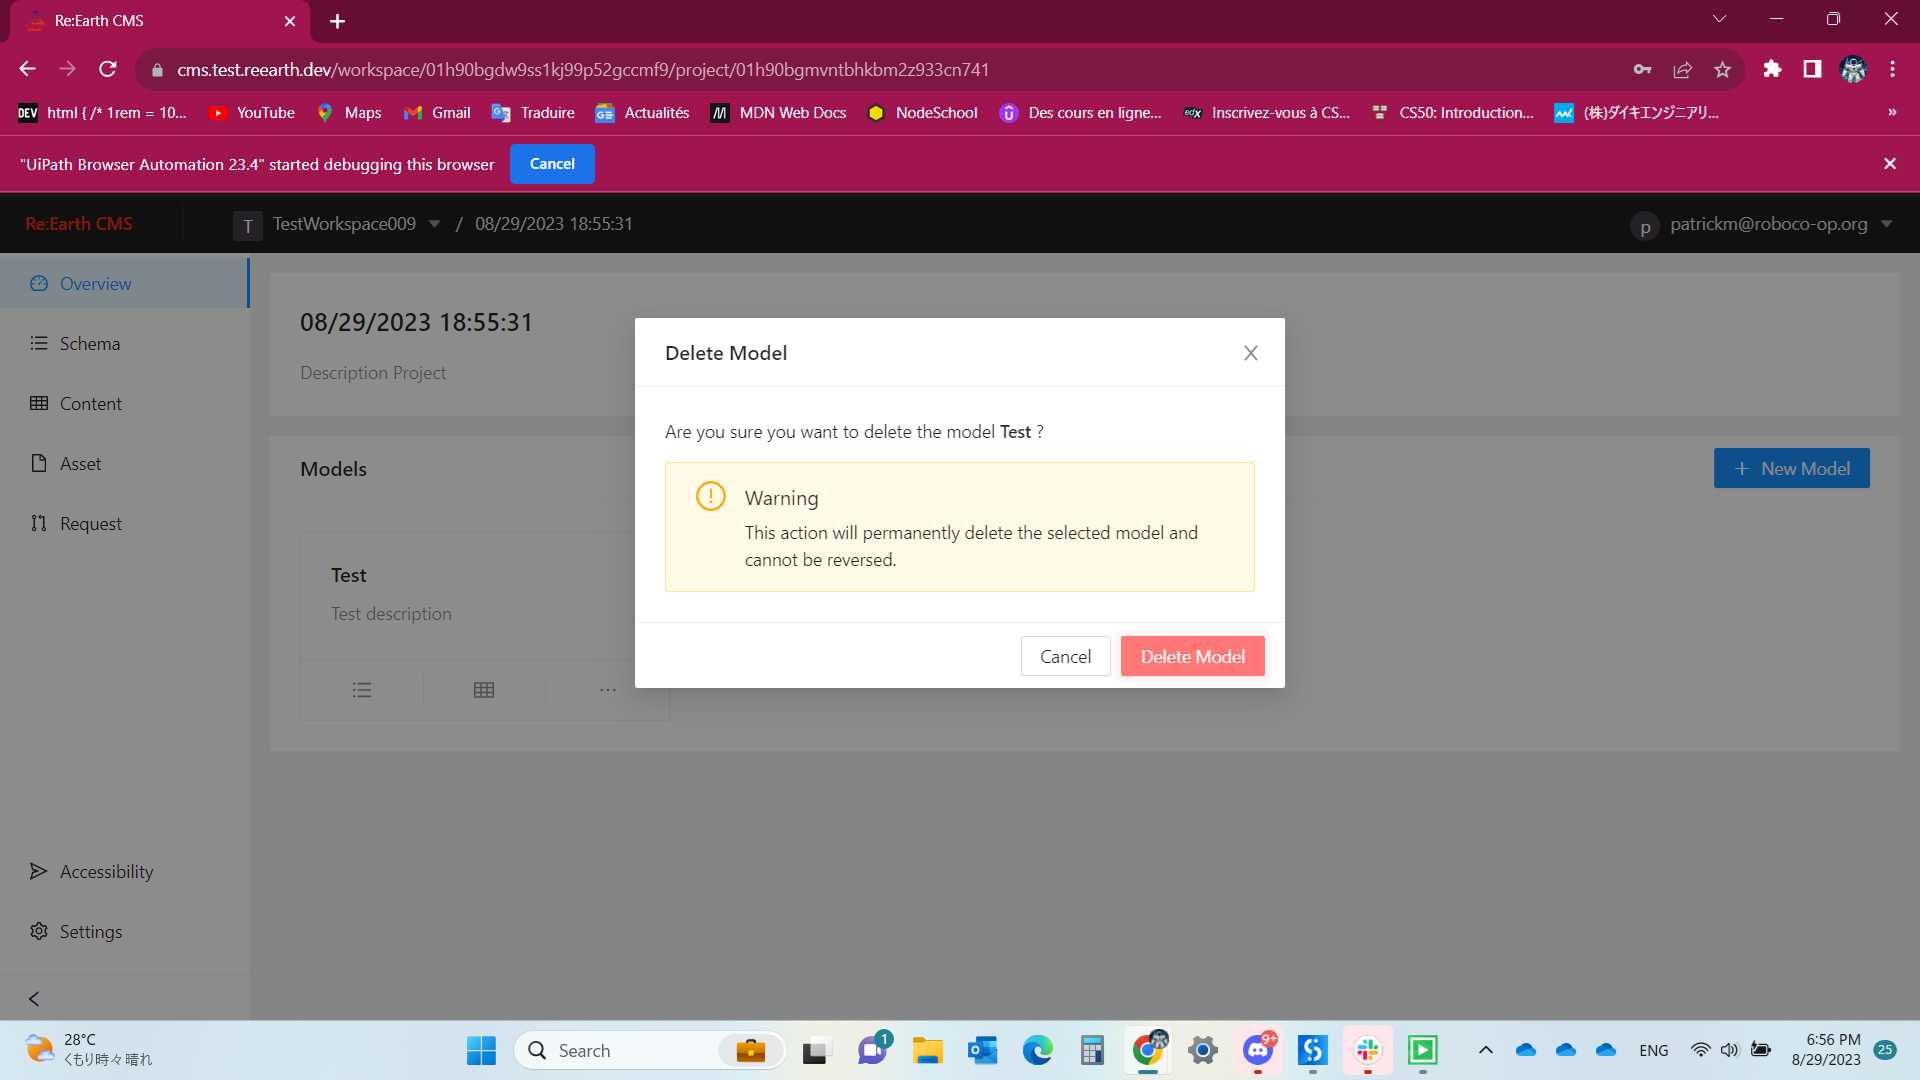 Re:Earth CMS
cms.test.reearth.dev/workspace/01h90bgdw9ss1kj99p52gccmf9/project/01h90bgmvntbhkbm2z933cn741
DEV html { /* 1rem = 10... YouTube Maps Gmail Traduire Actualités MDN Web Docs NodeSchool Des cours en ligne... edX Inscrivez-vous à CS... CS50: Introduction... (株)ダイキエンジニアリ... »
"UiPath Browser Automation 23.4" started debugging this browser Cancel
Re:Earth CMS T TestWorkspace009 / 08/29/2023 18:55:31 p patrickm@roboco-op.org
Overview
Schema
Content
Asset
Request
Accessibility
Settings
08/29/2023 18:55:31
Description Project
Models
+ New Model
Test
Test description
Delete Model
Are you sure you want to delete the model Test ?
Warning
This action will permanently delete the selected model and
cannot be reversed.
Cancel Delete Model
28°C
くもり時々晴れ
Search
1
9+
ENG
6:56 PM
8/29/2023
25